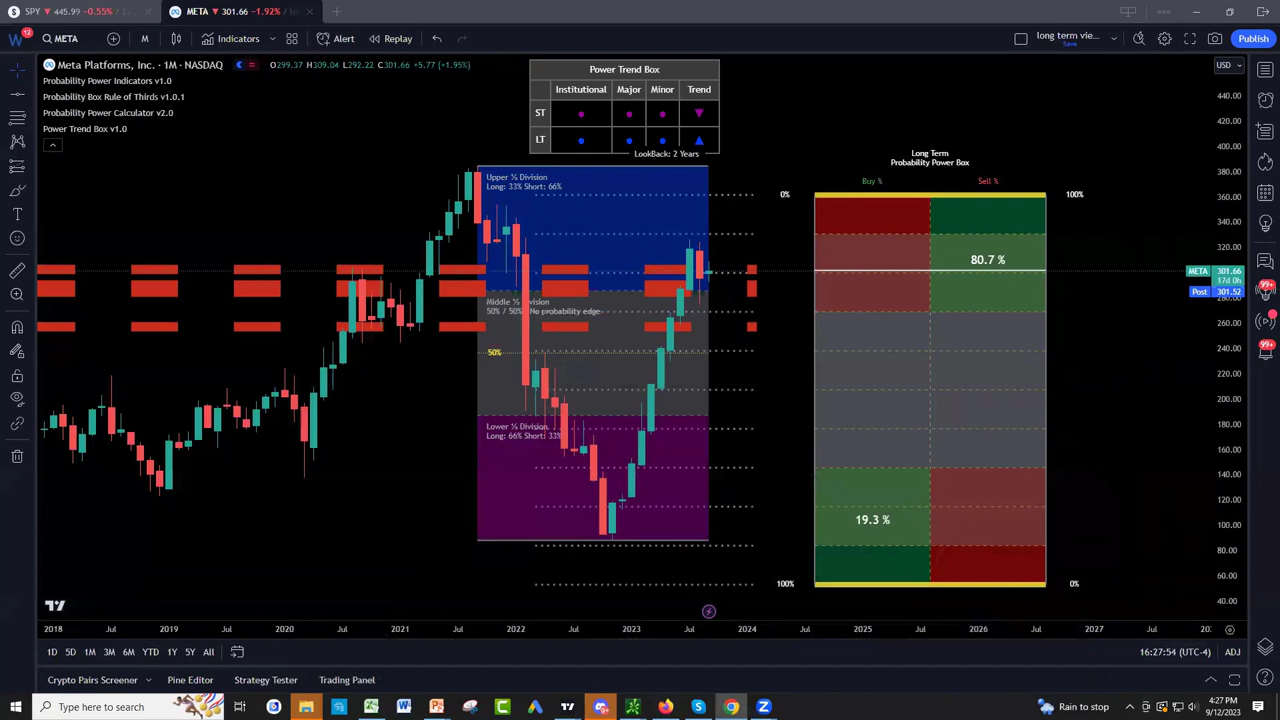 SPY ▼ 445.99 −0.55% /
META ▼ 301.66 −1.92% /
12
META
M
Indicators
Alert
Replay
long term vie...
Save
Publish
Meta Platforms, Inc. · 1M · NASDAQ
O299.37 H309.04 L292.22 C301.66 +5.77 (+1.95%)
Probability Power Indicators v1.0
Probability Box Rule of Thirds v1.0.1
Probability Power Calculator v2.0
Power Trend Box v1.0
Power Trend Box
Institutional Major Minor Trend
ST
LT
LookBack: 2 Years
Upper ⅓ Division
Long: 33% Short: 66%
Middle ⅓ Division
50% / 50% - No probability edge
50%
Lower ⅓ Division
Long: 66% Short: 33%
Long Term
Probability Power Box
Buy % Sell %
0% 100%
80.7 %
19.3 %
100% 0%
USD
440.00
420.00
400.00
380.00
360.00
340.00
320.00
META 301.66
17d 0h
Post 301.52
280.00
260.00
240.00
220.00
200.00
180.00
160.00
140.00
120.00
100.00
80.00
60.00
40.00
99+
99+
2018 Jul 2019 Jul 2020 Jul 2021 Jul 2022 Jul 2023 Jul 2024 Jul 2025 Jul 2026 Jul 2027 Jul
1D 5D 1M 3M 6M YTD 1Y 5Y All
16:27:54 (UTC-4) ADJ
Crypto Pairs Screener Pine Editor Strategy Tester Trading Panel
Type here to search
Rain to stop
4:27 PM
9/12/2023